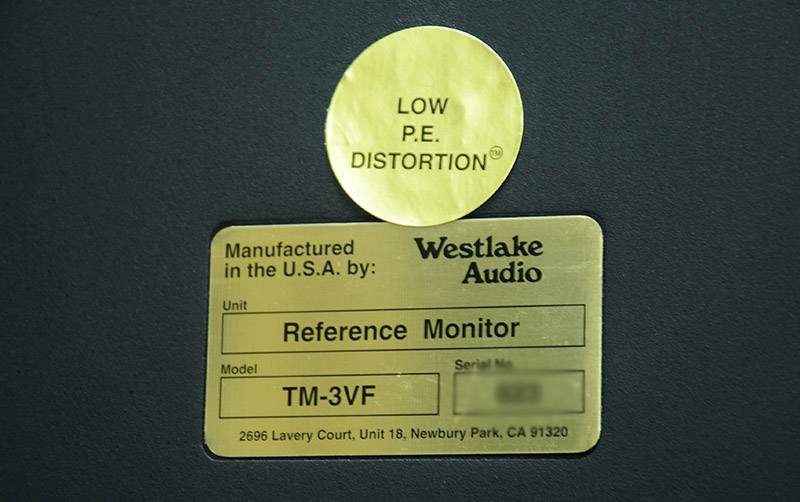 LOW
P.E.
DISTORTION™
Manufactured
in the U.S.A. by:
Westlake
Audio
Unit
Reference Monitor
Model
TM-3VF
Serial No.
2696 Lavery Court, Unit 18, Newbury Park, CA 91320